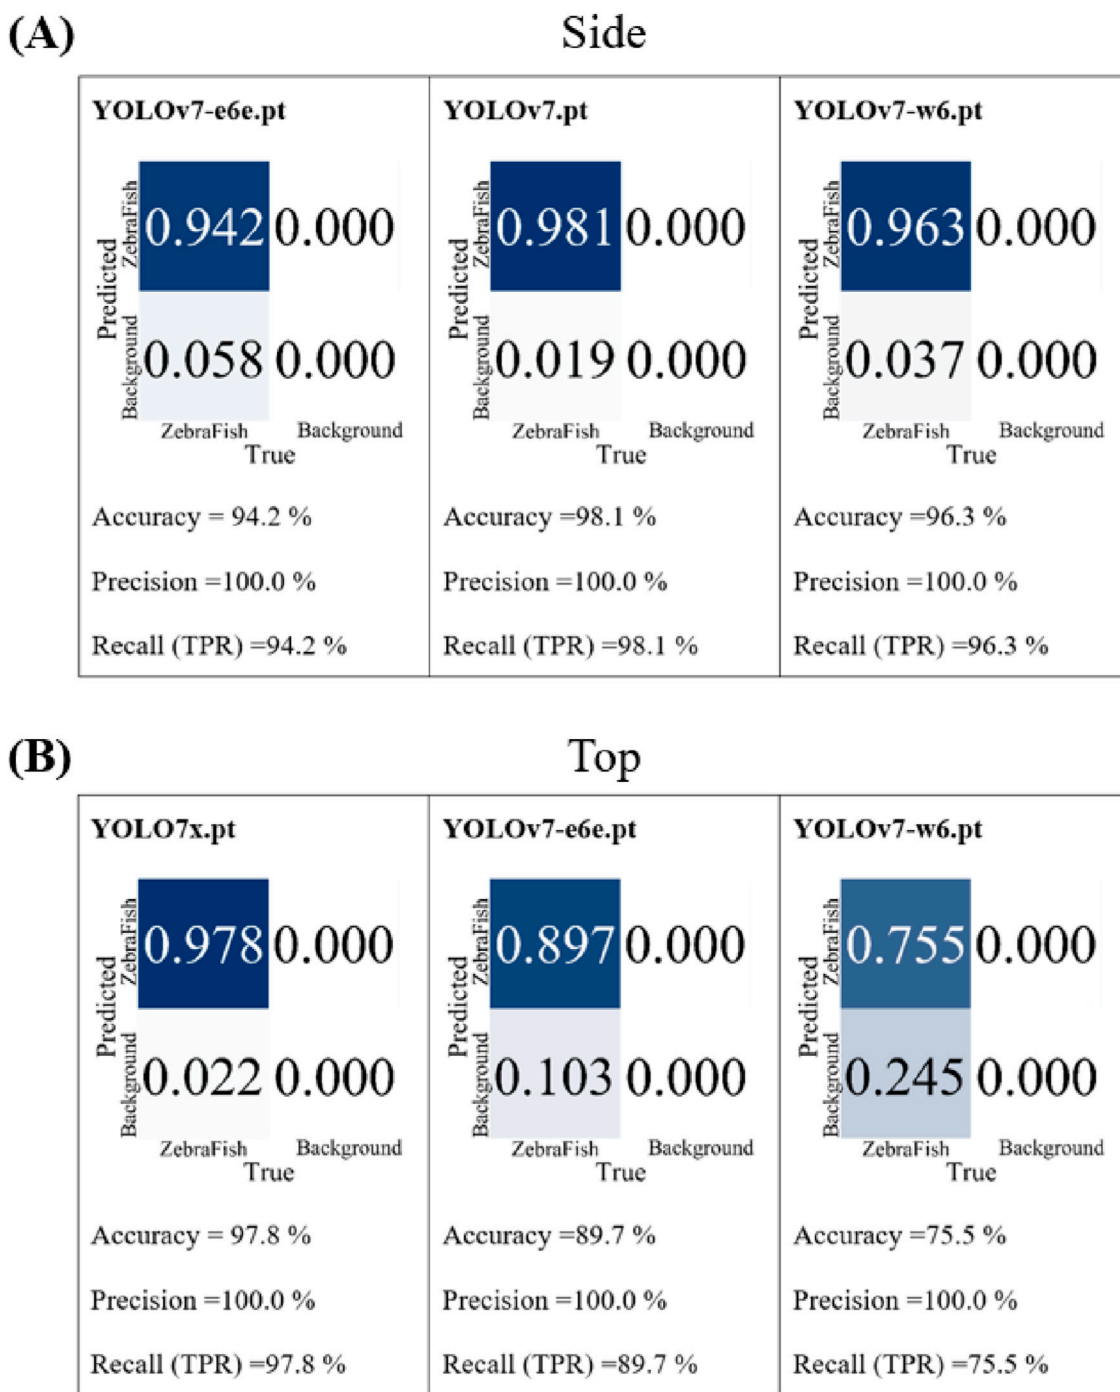 (A)
Side
YOLOv7-e6e.pt
Predicted
ZebraFish
0.942 0.000
Background
0.058 0.000
ZebraFish Background
True
Accuracy = 94.2 %
Precision =100.0 %
Recall (TPR) =94.2 %
YOLOv7.pt
Predicted
ZebraFish
0.981 0.000
Background
0.019 0.000
ZebraFish Background
True
Accuracy =98.1 %
Precision =100.0 %
Recall (TPR) =98.1 %
YOLOv7-w6.pt
Predicted
ZebraFish
0.963 0.000
Background
0.037 0.000
ZebraFish Background
True
Accuracy =96.3 %
Precision =100.0 %
Recall (TPR) =96.3 %
(B)
Top
YOLO7x.pt
Predicted
ZebraFish
0.978 0.000
Background
0.022 0.000
ZebraFish Background
True
Accuracy = 97.8 %
Precision =100.0 %
Recall (TPR) =97.8 %
YOLOv7-e6e.pt
Predicted
ZebraFish
0.897 0.000
Background
0.103 0.000
ZebraFish Background
True
Accuracy =89.7 %
Precision =100.0 %
Recall (TPR) =89.7 %
YOLOv7-w6.pt
Predicted
ZebraFish
0.755 0.000
Background
0.245 0.000
ZebraFish Background
True
Accuracy =75.5 %
Precision =100.0 %
Recall (TPR) =75.5 %